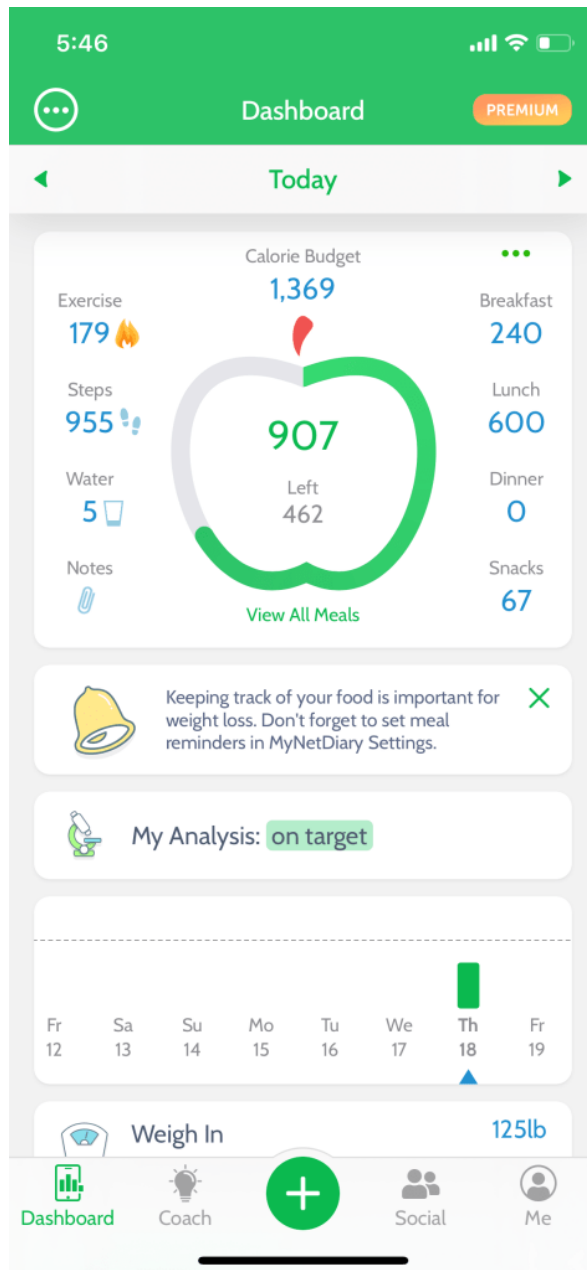 5:46
Dashboard
PREMIUM
Today
Calorie Budget
1,369
Exercise
179
Steps
955
Water
5
Notes
907
Left
462
View All Meals
Breakfast
240
Lunch
600
Dinner
0
Snacks
67
Keeping track of your food is important for
weight loss. Don't forget to set meal
reminders in MyNetDiary Settings.
My Analysis: on target
Fr Sa Su Mo Tu We Th Fr
12 13 14 15 16 17 18 19
Weigh In 125lb
Dashboard Coach Social Me